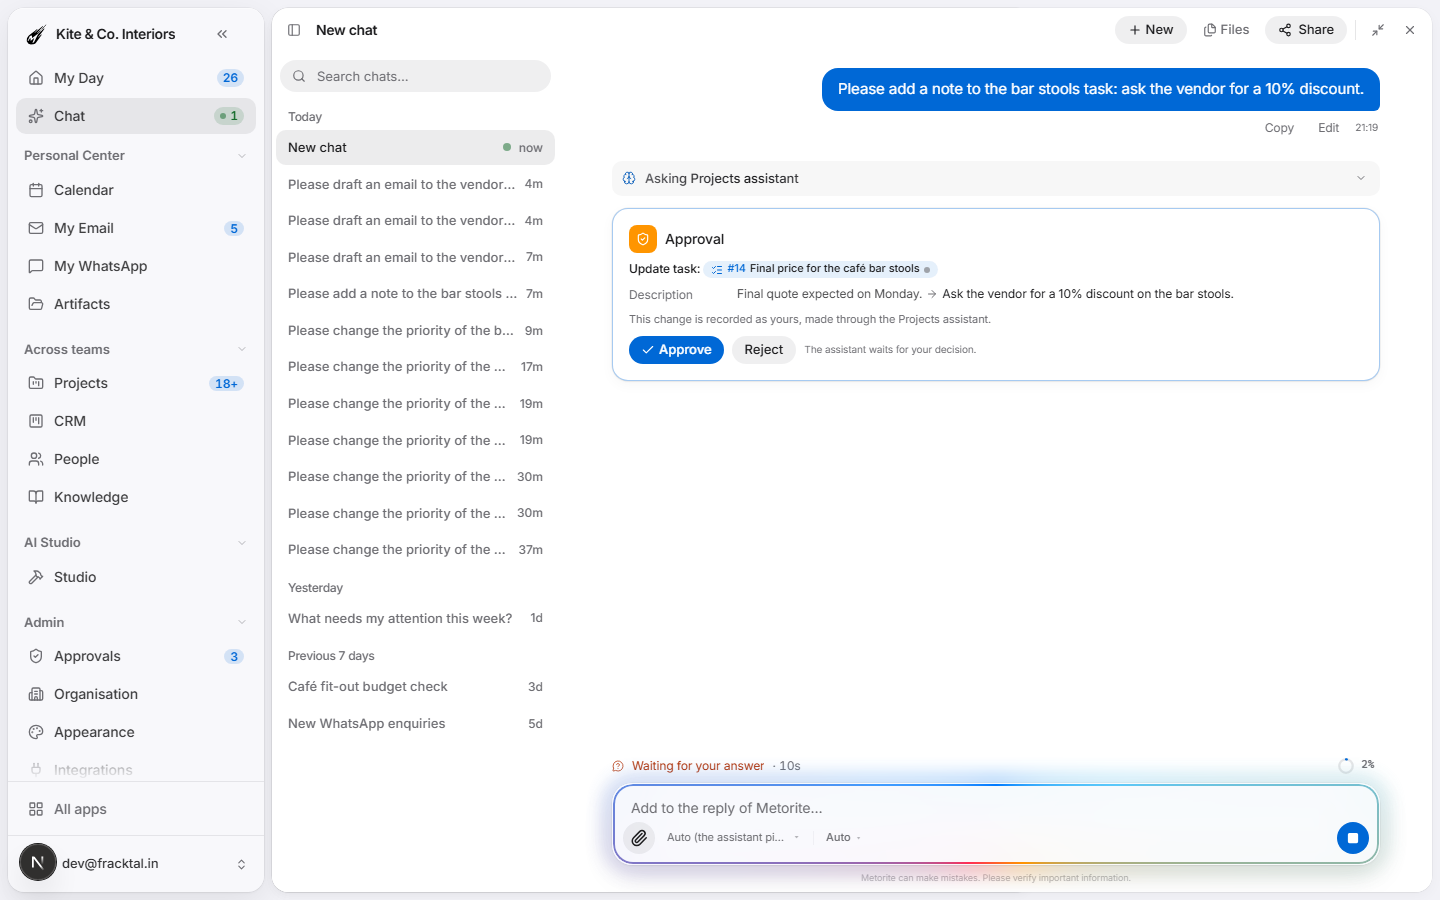 Kite & Co. Interiors
My Day 26
Chat 1
Personal Center
Calendar
My Email 5
My WhatsApp
Artifacts
Across teams
Projects 18+
CRM
People
Knowledge
AI Studio
Studio
Admin
Approvals 3
Organisation
Appearance
Integrations
All apps
N dev@fracktal.in
New chat
New
Files
Share
Search chats...
Today
New chat now
Please draft an email to the vendor... 4m
Please draft an email to the vendor... 4m
Please draft an email to the vendor... 7m
Please add a note to the bar stools ... 7m
Please change the priority of the b... 9m
Please change the priority of the ... 17m
Please change the priority of the ... 19m
Please change the priority of the ... 19m
Please change the priority of the ... 30m
Please change the priority of the ... 30m
Please change the priority of the ... 37m
Yesterday
What needs my attention this week? 1d
Previous 7 days
Café fit-out budget check 3d
New WhatsApp enquiries 5d
Please add a note to the bar stools task: ask the vendor for a 10% discount.
Copy Edit 21:19
Asking Projects assistant
Approval
Update task: #14 Final price for the café bar stools
Description Final quote expected on Monday. → Ask the vendor for a 10% discount on the bar stools.
This change is recorded as yours, made through the Projects assistant.
Approve Reject The assistant waits for your decision.
Waiting for your answer · 10s 2%
Add to the reply of Metorite...
Auto (the assistant pi... Auto
Metorite can make mistakes. Please verify important information.